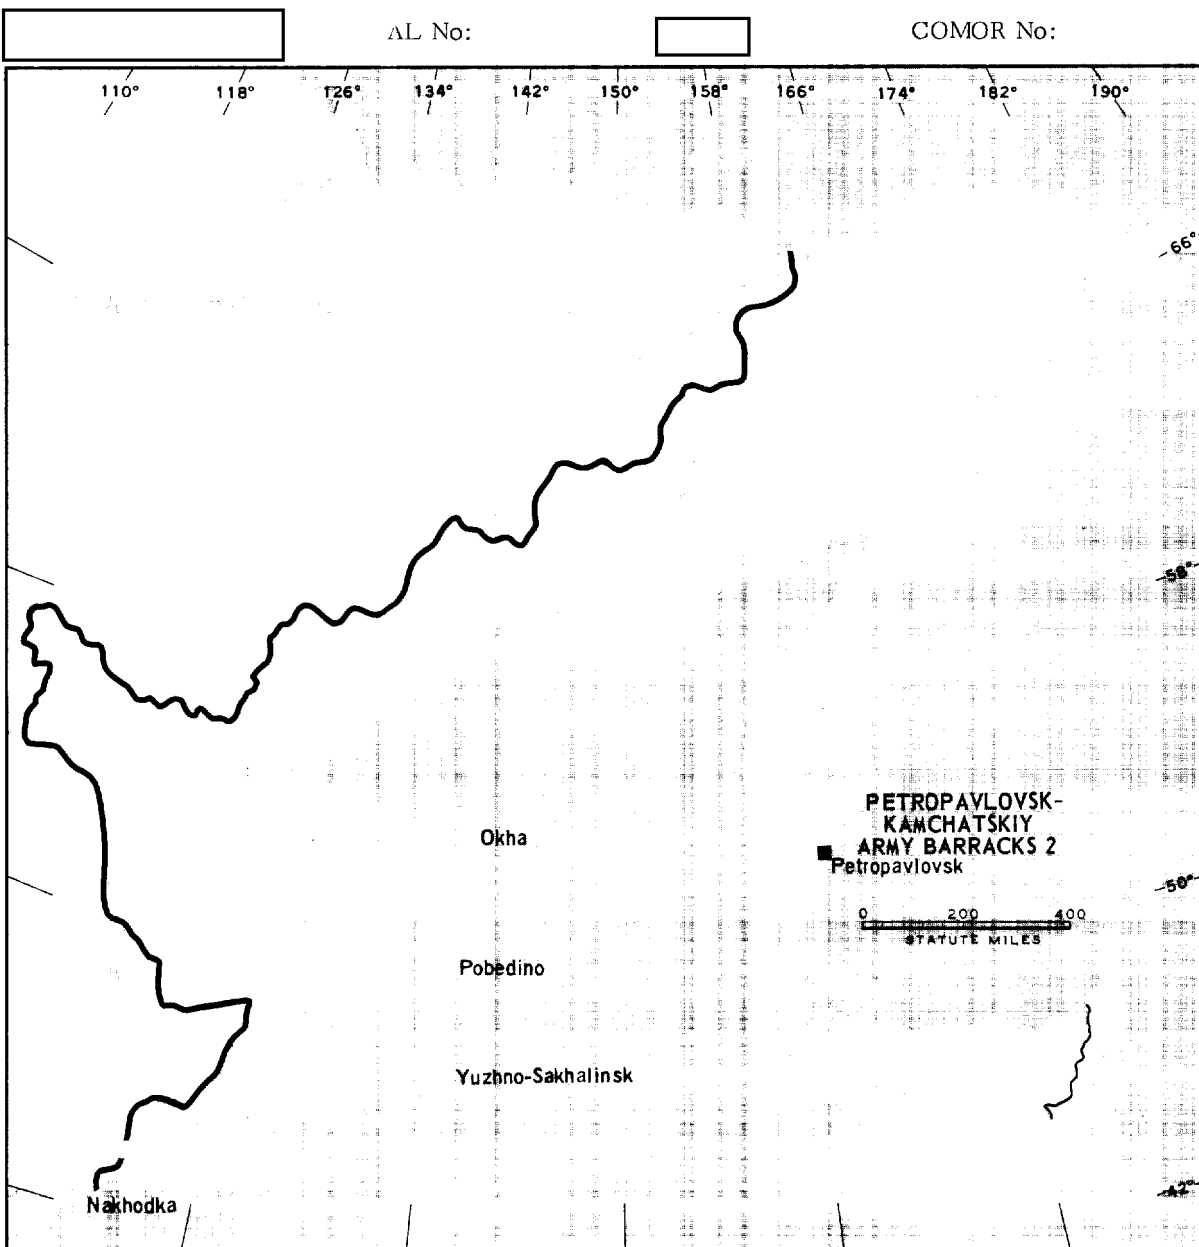 AL No: COMOR No:
110° 118° 126° 134° 142° 150° 158° 166° 174° 182° 190°
66°
58°
PETROPAVLOVSK-
KAMCHATSKIY
ARMY BARRACKS 2
Okha
Petropavlovsk
50°
0 200 400
STATUTE MILES
Pobedino
Yuzhno-Sakhalinsk
42°
Nakhodka